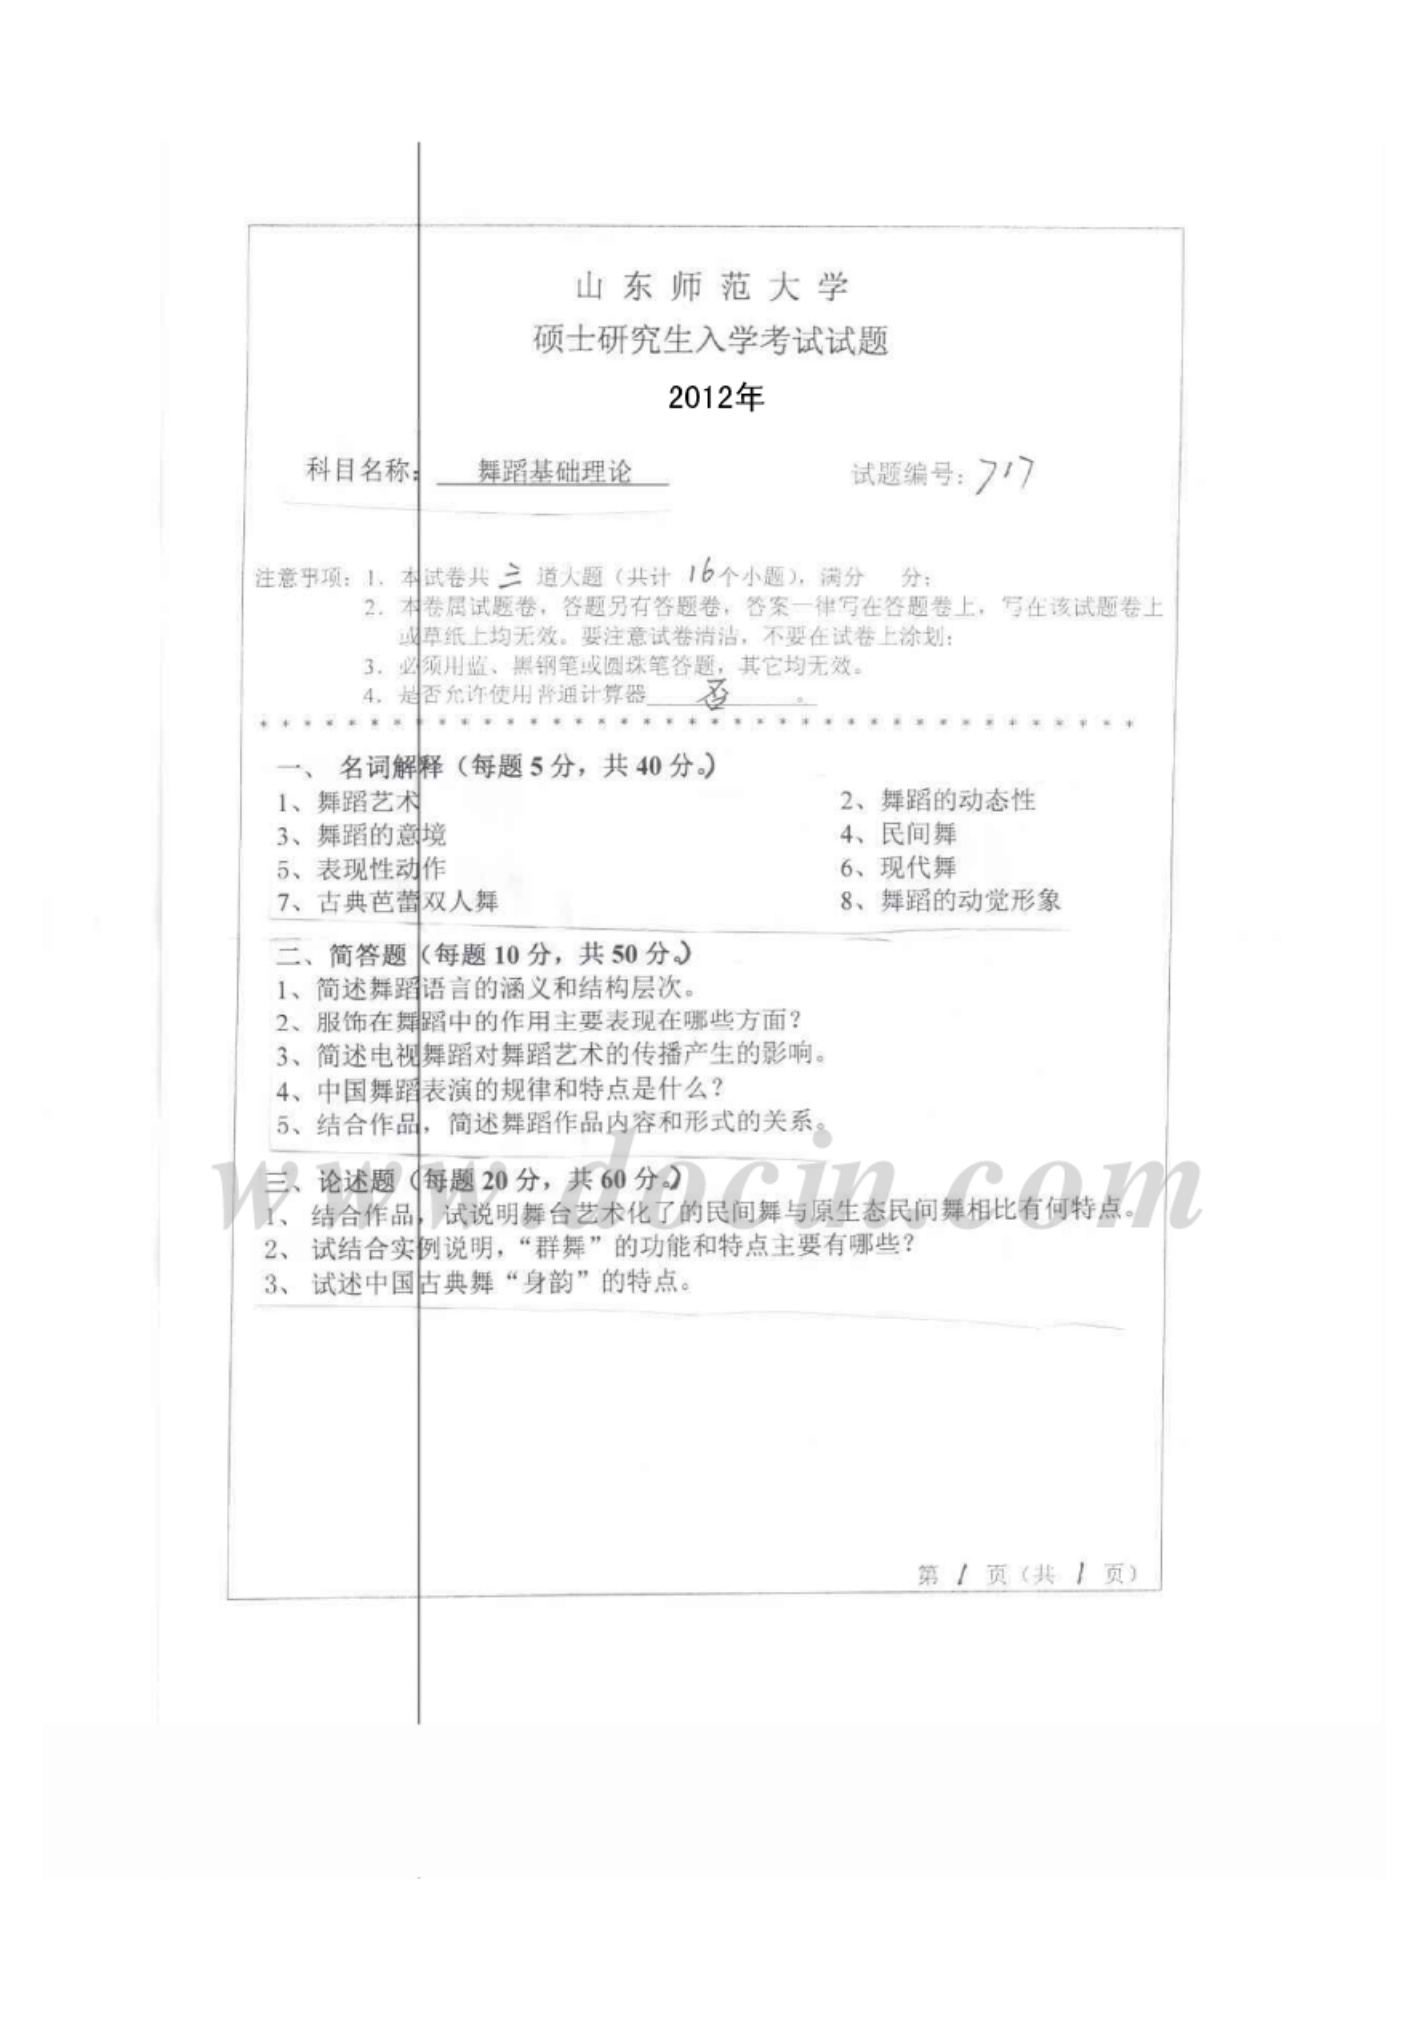 山东师范大学
硕士研究生入学考试试题
2012年
科目名称： 舞蹈基础理论 试题编号：717
注意事项：1．本试卷共 三 道大题（共计 16个小题），满分 分；
2．本卷属试题卷，答题另有答题卷，答案一律写在答题卷上，写在该试题卷上
或草纸上均无效。要注意试卷清洁，不要在试卷上涂划；
3．必须用蓝、黑钢笔或圆珠笔答题，其它均无效。
4．是否允许使用普通计算器 否 。
* * * * * * * * * * * * * * * * * * * * * * * * * * * * * * * * * * * * * * *
一、 名词解释（每题 5 分，共 40 分。）
1、舞蹈艺术 2、舞蹈的动态性
3、舞蹈的意境 4、民间舞
5、表现性动作 6、现代舞
7、古典芭蕾双人舞 8、舞蹈的动觉形象
二、简答题（每题 10 分，共 50 分。）
1、简述舞蹈语言的涵义和结构层次。
2、服饰在舞蹈中的作用主要表现在哪些方面？
3、简述电视舞蹈对舞蹈艺术的传播产生的影响。
4、中国舞蹈表演的规律和特点是什么？
5、结合作品，简述舞蹈作品内容和形式的关系。
www.docin.com
三、论述题（每题 20 分，共 60 分。）
1、 结合作品，试说明舞台艺术化了的民间舞与原生态民间舞相比有何特点。
2、 试结合实例说明，“群舞”的功能和特点主要有哪些？
3、 试述中国古典舞“身韵”的特点。
第 1 页（共 1 页）